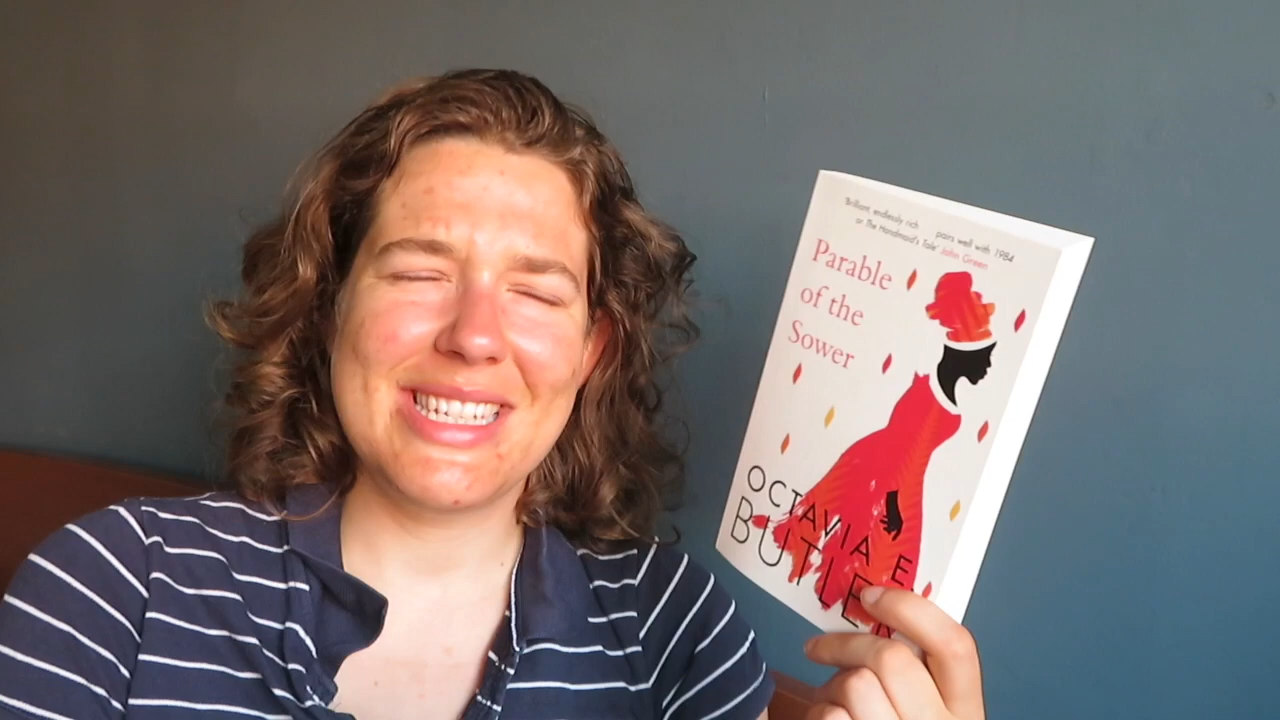 'Brilliant, endlessly rich pairs well with 1984
or The Handmaid's Tale' John Green
Parable
of the
Sower
OCTAVIA E
BUTLER